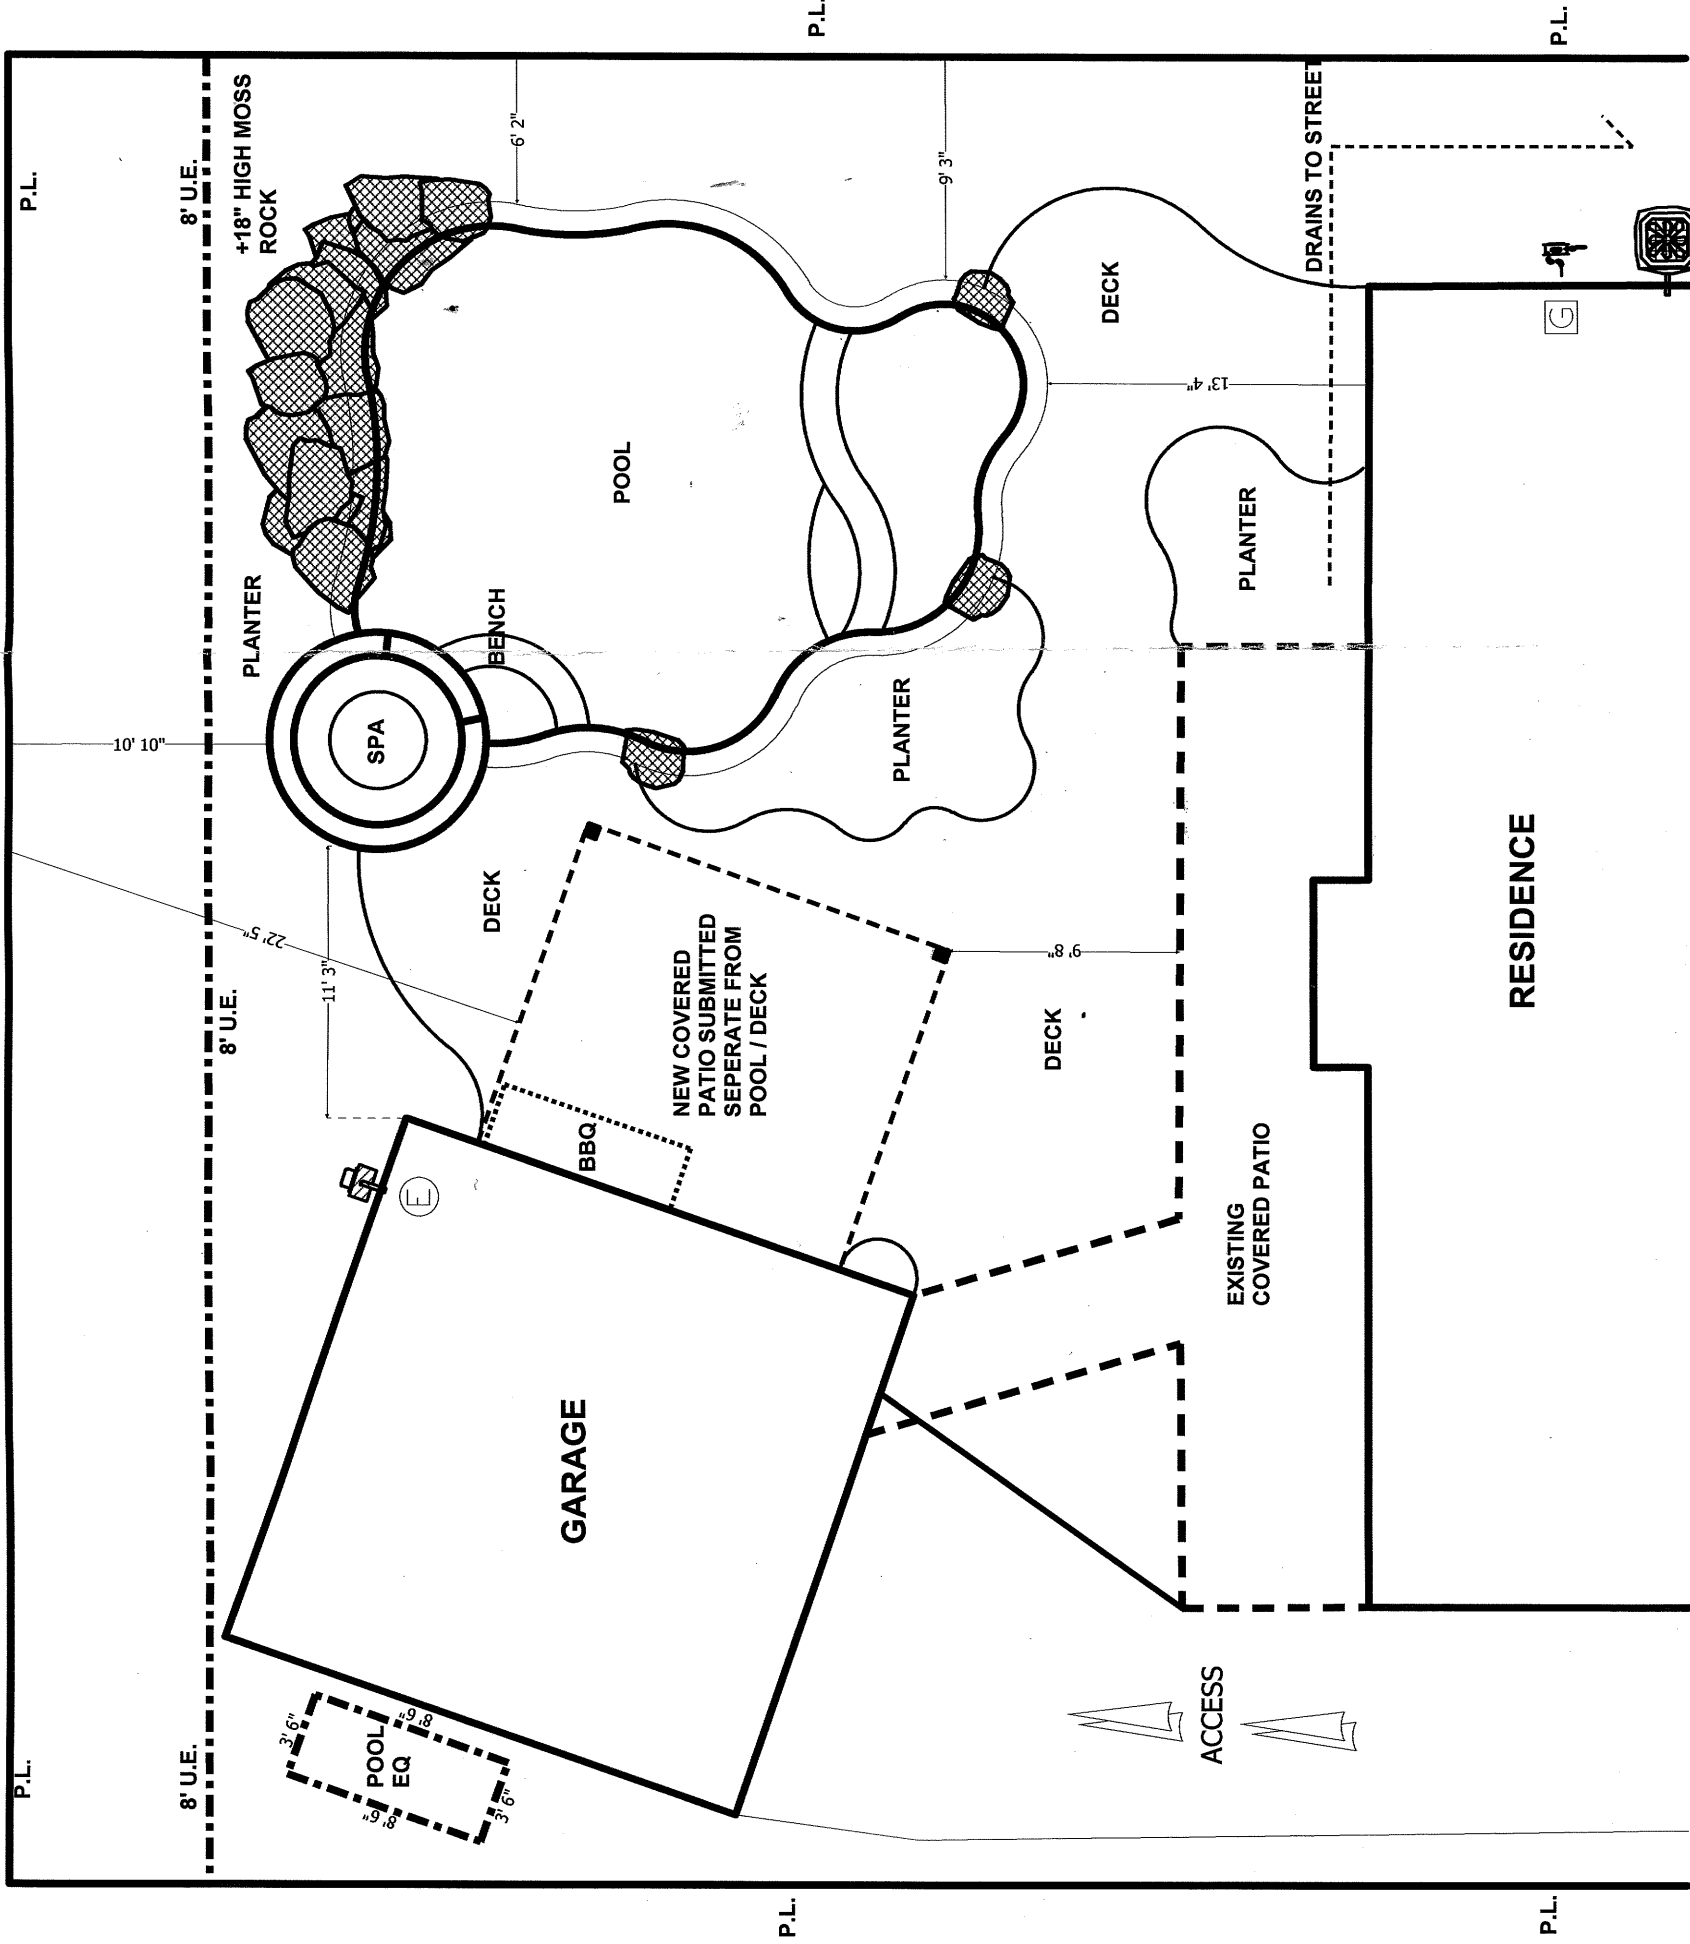 P.L.
P.L.
P.L.
P.L.
8' U.E.
+18" HIGH MOSS
ROCK
6' 2"
9' 3"
DRAINS TO STREET
DECK
G
13' 4"
POOL
PLANTER
PLANTER
BENCH
SPA
10' 10"
PLANTER
DECK
22' 5"
11' 3"
8' U.E.
NEW COVERED
PATIO SUBMITTED
SEPERATE FROM
POOL / DECK
9' 8"
DECK
RESIDENCE
BBQ
E
EXISTING
COVERED PATIO
GARAGE
ACCESS
8' U.E.
3' 6"
8' 6"
POOL
EQ
8' 6"
3' 6"
P.L.
P.L.